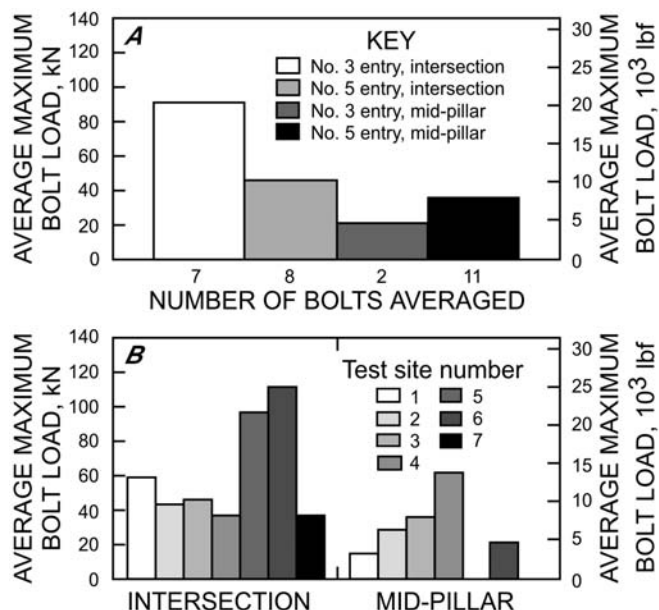 A
AVERAGE MAXIMUM
BOLT LOAD, kN
140
120
100
80
60
40
20
0
KEY
No. 3 entry, intersection
No. 5 entry, intersection
No. 3 entry, mid-pillar
No. 5 entry, mid-pillar
30
25
20
15
10
5
0
AVERAGE MAXIMUM
BOLT LOAD, 10³ lbf
7 8 2 11
NUMBER OF BOLTS AVERAGED
B
AVERAGE MAXIMUM
BOLT LOAD, kN
140
120
100
80
60
40
20
0
Test site number
1 5
2 6
3 7
4
30
25
20
15
10
5
0
AVERAGE MAXIMUM
BOLT LOAD, 10³ lbf
INTERSECTION MID-PILLAR